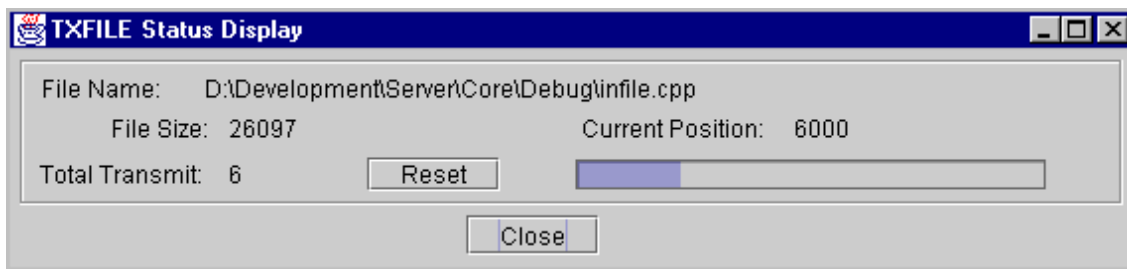 TXFILE Status Display
File Name: D:\Development\Server\Core\Debug\infile.cpp
File Size: 26097 Current Position: 6000
Total Transmit: 6 Reset
Close